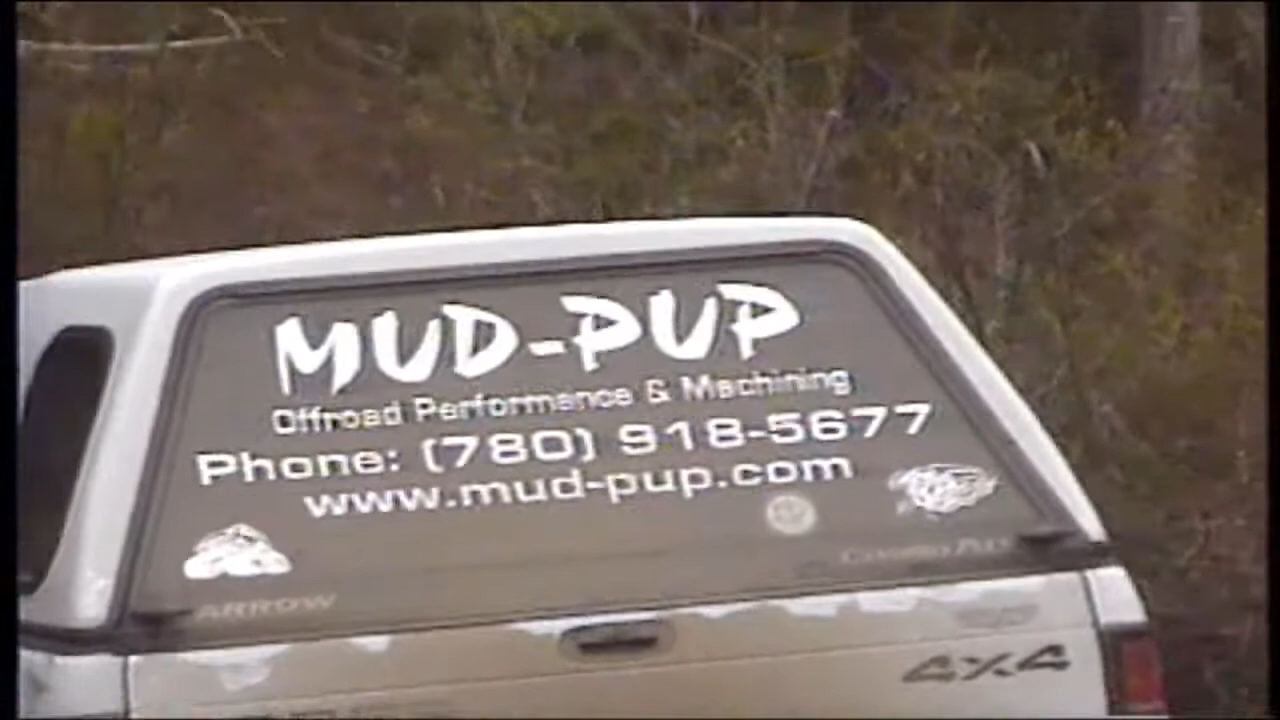 MUD-PUP
Offroad Performance & Machining
Phone: (780) 918-5677
www.mud-pup.com
ARROW
4x4